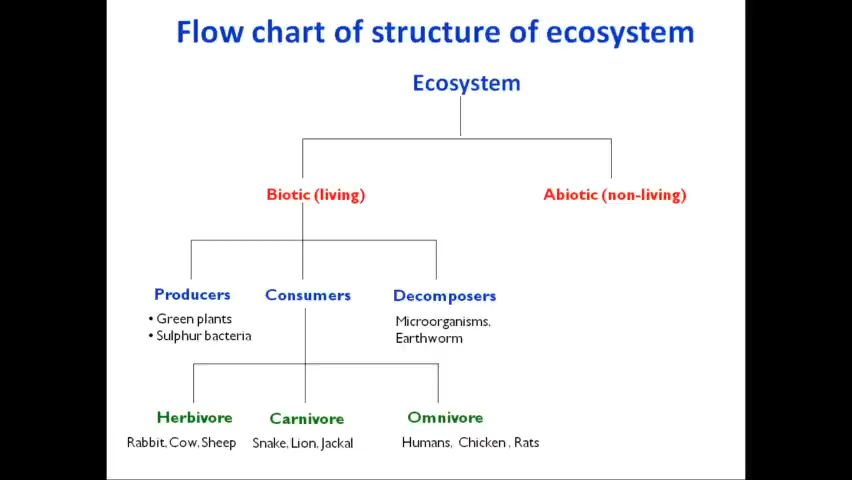 Flow chart of structure of ecosystem
Ecosystem
Biotic (living)
Abiotic (non-living)
Producers
• Green plants
• Sulphur bacteria
Consumers
Decomposers
Microorganisms,
Earthworm
Herbivore
Rabbit, Cow, Sheep
Carnivore
Snake, Lion, Jackal
Omnivore
Humans, Chicken , Rats